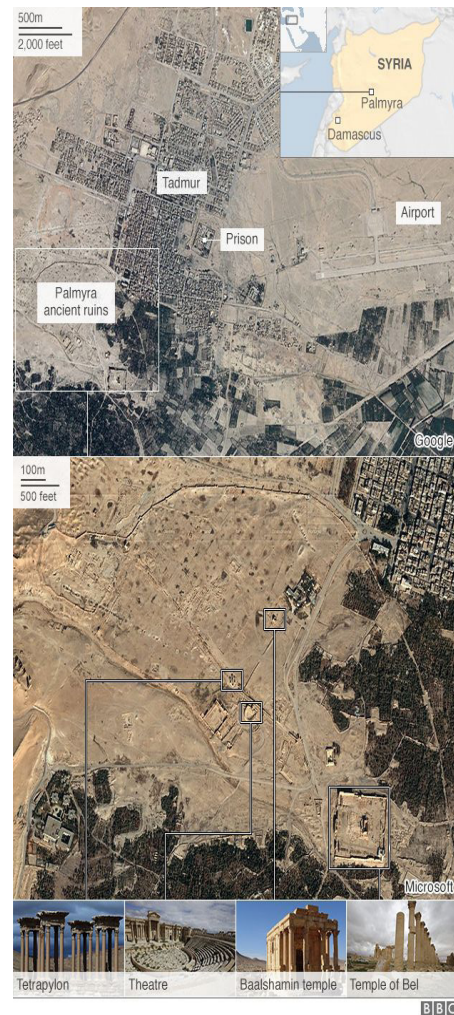 500m
2,000 feet
SYRIA
Palmyra
Damascus
Tadmur
Airport
Prison
Palmyra
ancient ruins
Google
100m
500 feet
Microsoft
Tetrapylon
Theatre
Baalshamin temple
Temple of Bel
BBC